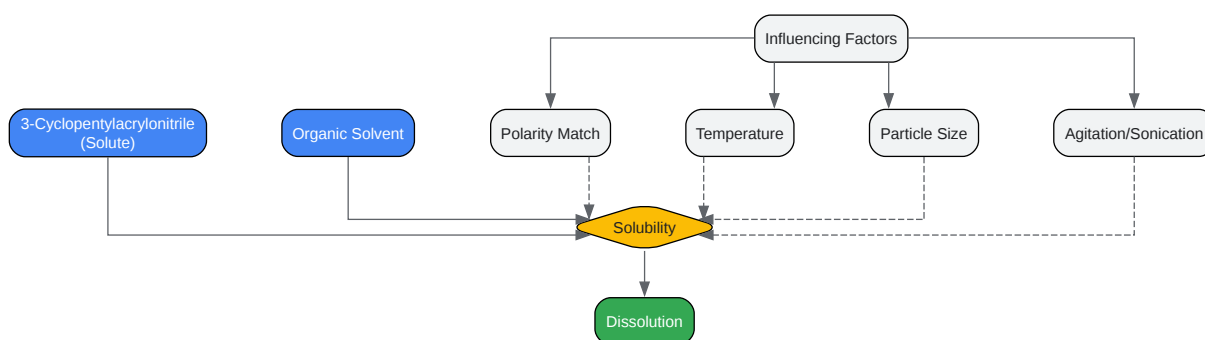 Influencing Factors
3-Cyclopentylacrylonitrile
(Solute)
Organic Solvent
Polarity Match
Temperature
Particle Size
Agitation/Sonication
Solubility
Dissolution